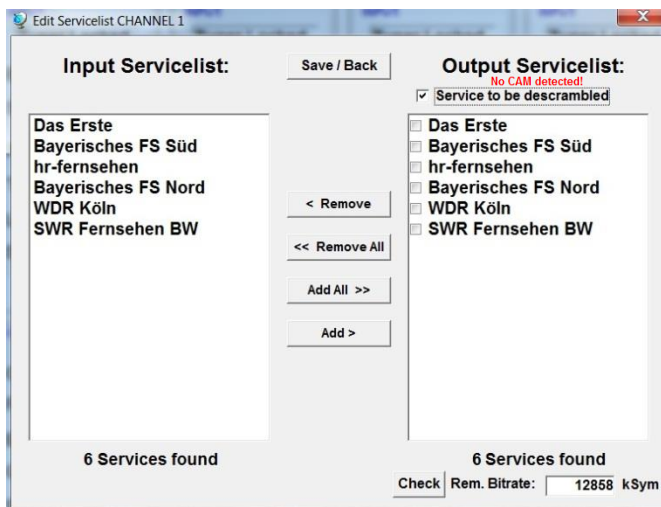 Edit Servicelist CHANNEL 1
Input Servicelist:
Save / Back
Output Servicelist:
No CAM detected!
Service to be descrambled
Das Erste
Bayerisches FS Süd
hr-fernsehen
Bayerisches FS Nord
WDR Köln
SWR Fernsehen BW
< Remove
<< Remove All
Add All >>
Add >
Das Erste
Bayerisches FS Süd
hr-fernsehen
Bayerisches FS Nord
WDR Köln
SWR Fernsehen BW
6 Services found
6 Services found
Check Rem. Bitrate: 12858 kSym